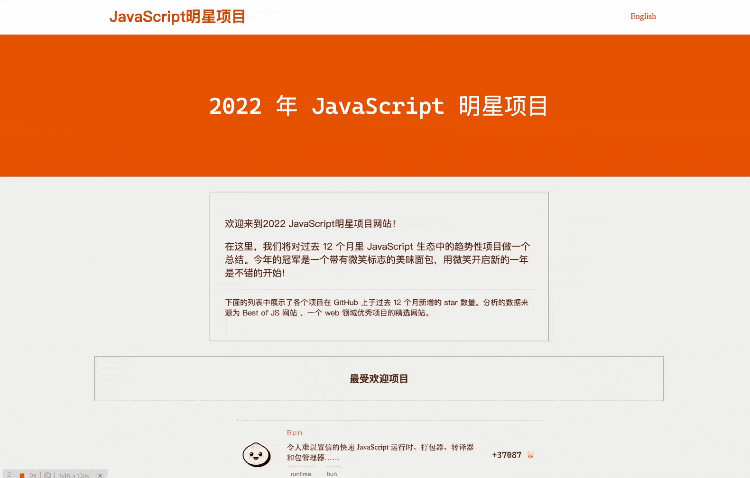 JavaScript明星项目
English
2022 年 JavaScript 明星项目
欢迎来到2022 JavaScript明星项目网站！
在这里，我们将对过去 12 个月里 JavaScript 生态中的趋势性项目做一个
总结。今年的冠军是一个带有微笑标志的美味面包，用微笑开启新的一年
是不错的开始！
下面的列表中展示了各个项目在 GitHub 上于过去 12 个月新增的 star 数量。分析的数据来
源为 Best of JS 网站 ，一个 web 领域优秀项目的精选网站。
最受欢迎项目
Bun
令人难以置信的快速 JavaScript 运行时、打包器、转译器
和包管理器……
+37087
runtime bun